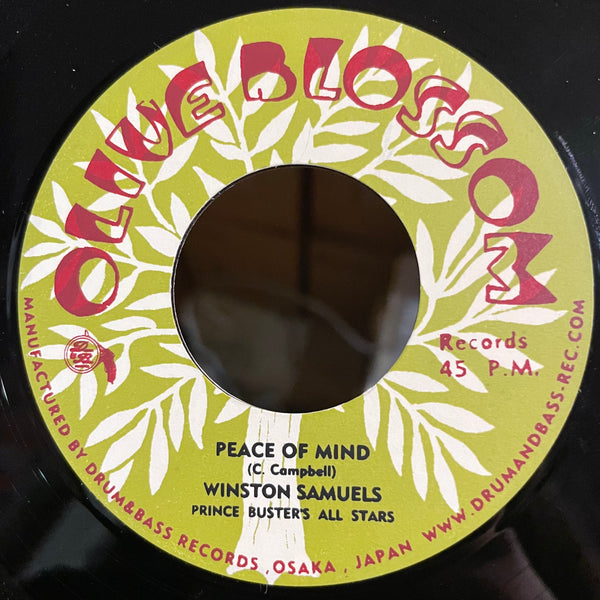 OLIVE BLOSSOM
Records
45 P.M.
PEACE OF MIND
(C. Campbell)
WINSTON SAMUELS
PRINCE BUSTER'S ALL STARS
MANUFACTURED BY DRUM&BASS RECORDS, OSAKA, JAPAN WWW.DRUMANDBASS-REC.COM